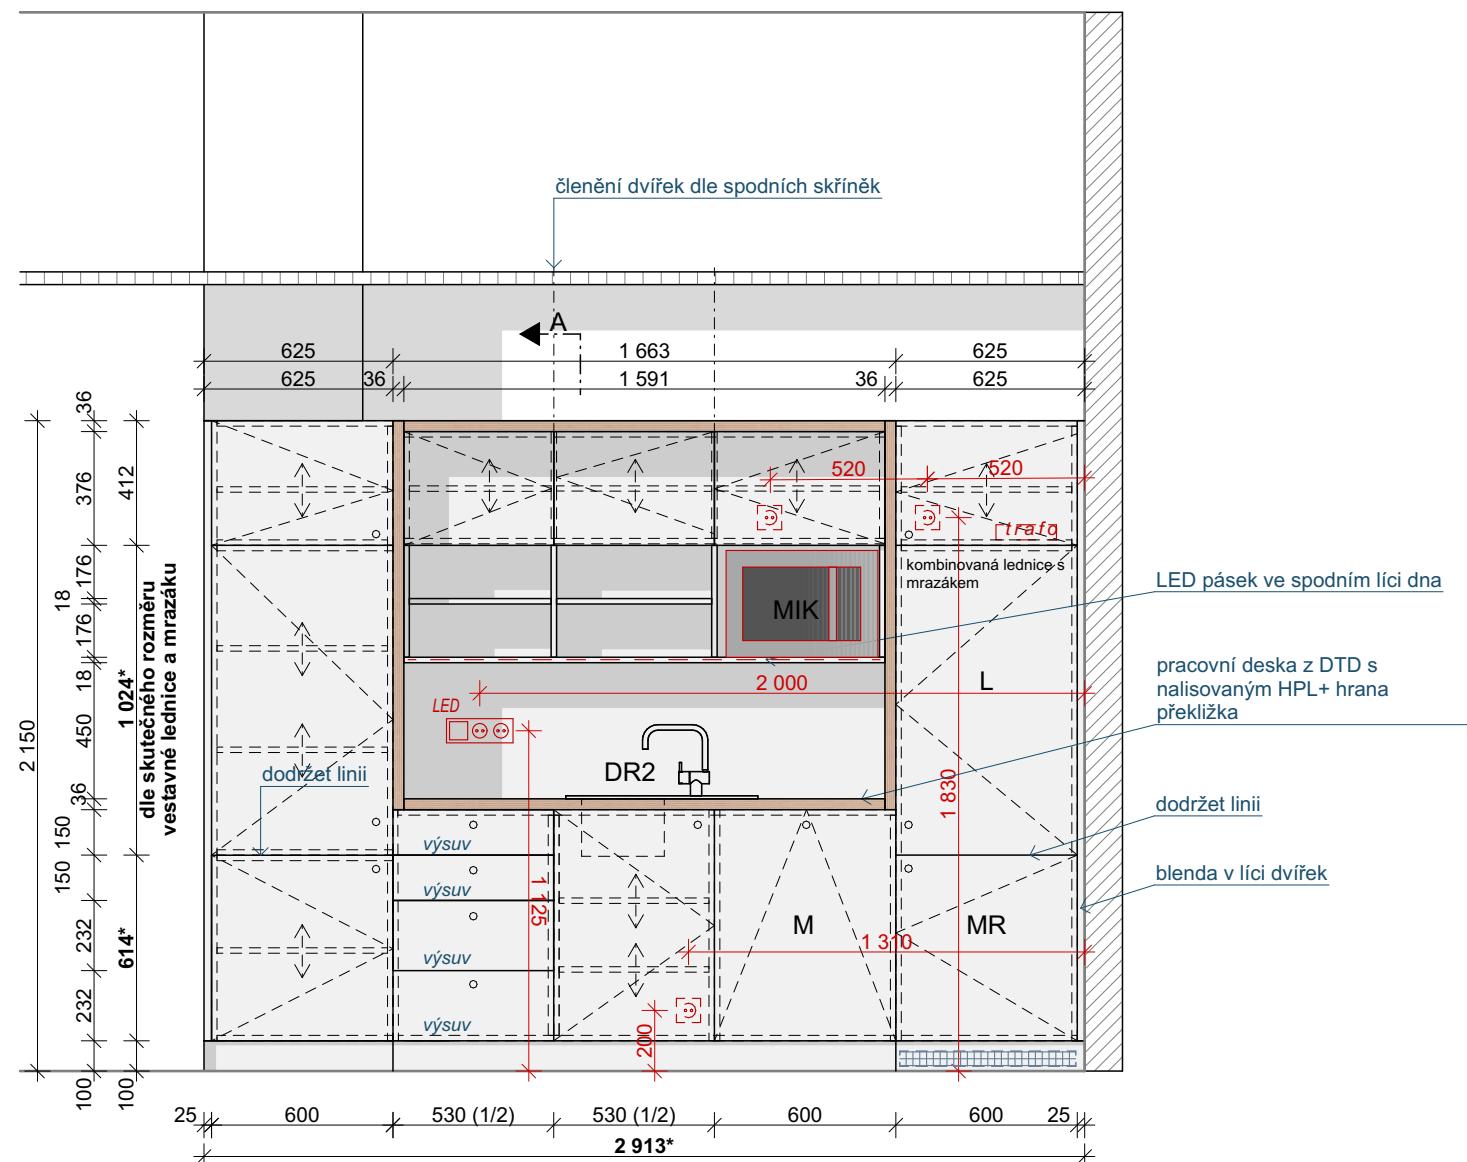 členění dvířek dle spodních skříněk
A
625
1 663
625
625
36
1 591
36
625
36
376
412
520
520
trafo
kombinovaná lednice s
mrazákem
176
18
176
18
1 024*
dle skutečného rozměru
vestavné lednice a mrazáku
450
2 150
MIK
LED pásek ve spodním líci dna
L
2 000
pracovní deska z DTD s
nalisovaným HPL+ hrana
překližka
LED
DR2
dodržet linii
36
150
150
1 830
dodržet linii
výsuv
blenda v líci dvířek
výsuv
1 125
232
614*
M
MR
1 310
výsuv
232
výsuv
200
100
100
25
600
530 (1/2)
530 (1/2)
600
600
25
2 913*